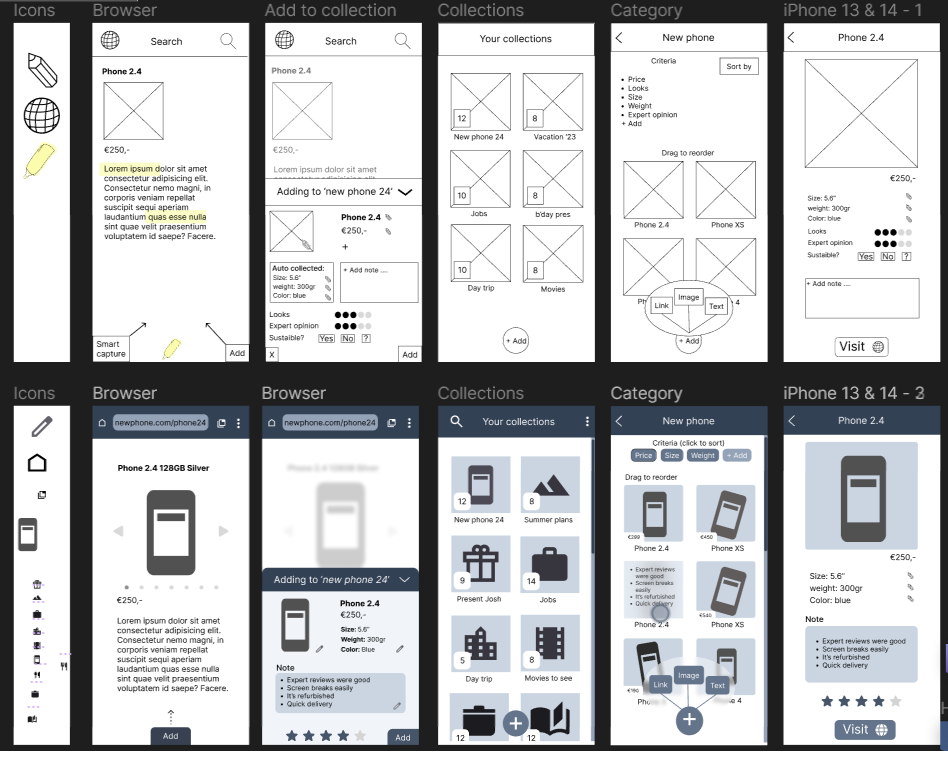 Icons
Browser
Add to collection
Collections
Category
iPhone 13 & 14 - 1
Search
Phone 2.4
€250,-
Lorem ipsum dolor sit amet
consectetur adipisicing elit.
Consectetur nemo magni, in
corporis veniam repellat
suscipit sequi aperiam
laudantium quas esse nulla
sint quae velit praesentium
voluptatem id saepe? Facere.
Smart
capture
Add
Search
Phone 2.4
€250,-
Lorem ipsum dolor sit amet
Adding to 'new phone 24'
Phone 2.4
€250,-
+
Auto collected:
Size: 5.6"
weight: 300gr
Color: blue
+ Add note ....
Looks
Expert opinion
Sustaible?
Yes
No
?
X
Add
Your collections
12
8
New phone 24
Vacation '23
10
8
Jobs
b'day pres
10
8
Day trip
Movies
+ Add
New phone
Criteria
Sort by
• Price
• Looks
• Size
• Weight
• Expert opinion
+ Add
Drag to reorder
Phone 2.4
Phone XS
Ph
4
Link
Image
Text
+ Add
Phone 2.4
€250,-
Size: 5.6"
weight: 300gr
Color: blue
Looks
Expert opinion
Sustaible?
Yes
No
?
+ Add note ....
Visit
Icons
Browser
Browser
Collections
Category
iPhone 13 & 14 -
newphone.com/phone24
Phone 2.4 128GB Silver
€250,-
Lorem ipsum dolor sit amet
consectetur adipisicing elit.
Consectetur nemo magni, in
corporis veniam repellat
suscipit sequi aperiam
laudantium quas esse nulla
sint quae velit praesentium
voluptatem id saepe? Facere.
Add
newphone.com/phone24
Phone 2.4 128GB Silver
Adding to 'new phone 24'
Phone 2.4
€250,-
Size: 5.6"
Weight: 300gr
Color: Blue
Note
• Expert reviews were good
• Screen breaks easily
• It's refurbished
• Quick delivery
Add
Your collections
12
8
New phone 24
Summer plans
9
14
Present Josh
Jobs
5
8
Day trip
Movies to see
12
+
12
New phone
Criteria (click to sort)
Price
Size
Weight
+ Add
Drag to reorder
€299
€450
Phone 2.4
Phone XS
• Expert reviews
were good
• Screen breaks
easily
• It's refurbished
• Quick delivery
€540
Phone 2.4
Phone XS
€190
Link
Image
Text
Phone 4
+
Phone 2.4
€250,-
Size: 5.6"
Weight: 300gr
Color: blue
Note
• Expert reviews were good
• Screen breaks easily
• It's refurbished
• Quick delivery
Visit